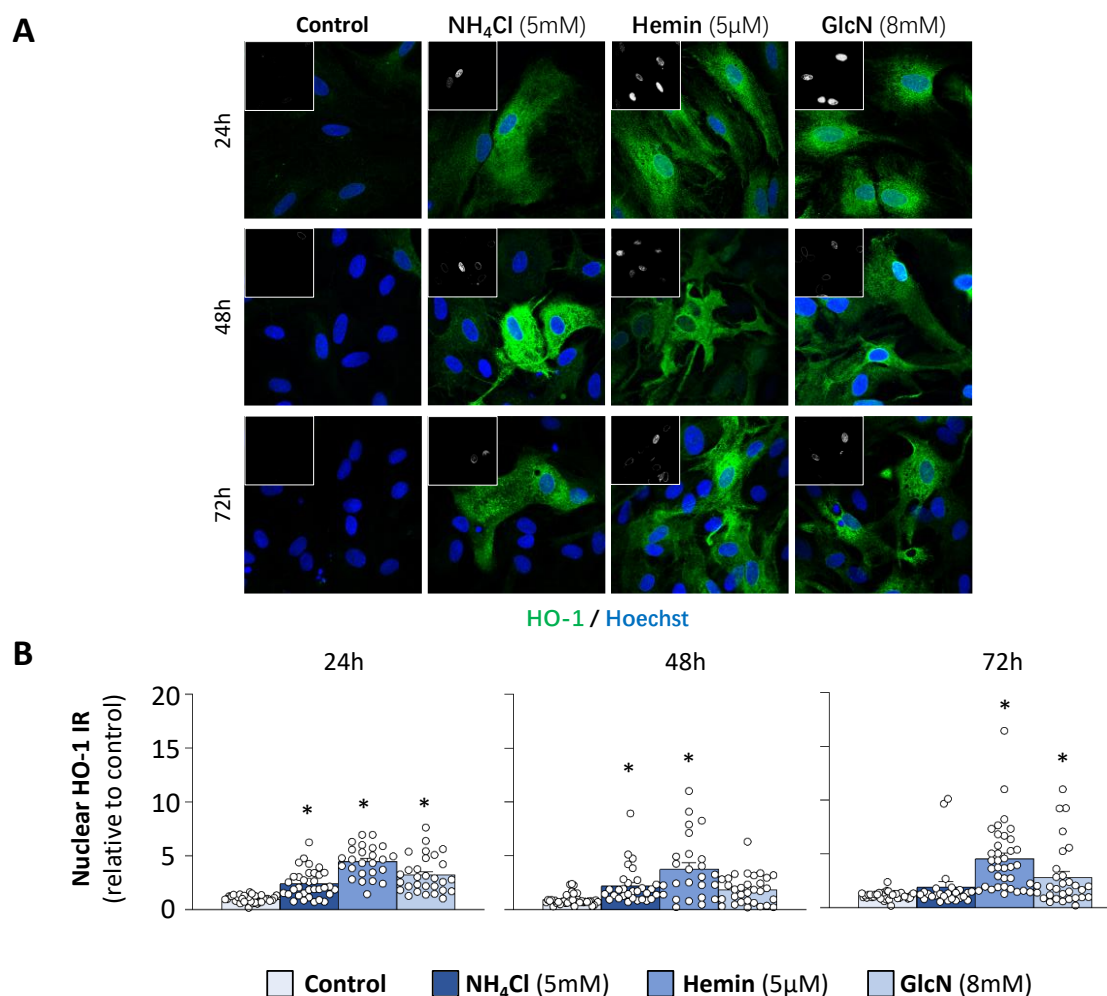 A
Control
NH₄Cl (5mM)
Hemin (5µM)
GlcN (8mM)
24h
48h
72h
HO-1 / Hoechst
B
24h
48h
72h
Nuclear HO-1 IR
(relative to control)
20
15
10
5
0
* * *
* *
* *
Control
NH₄Cl (5mM)
Hemin (5µM)
GlcN (8mM)